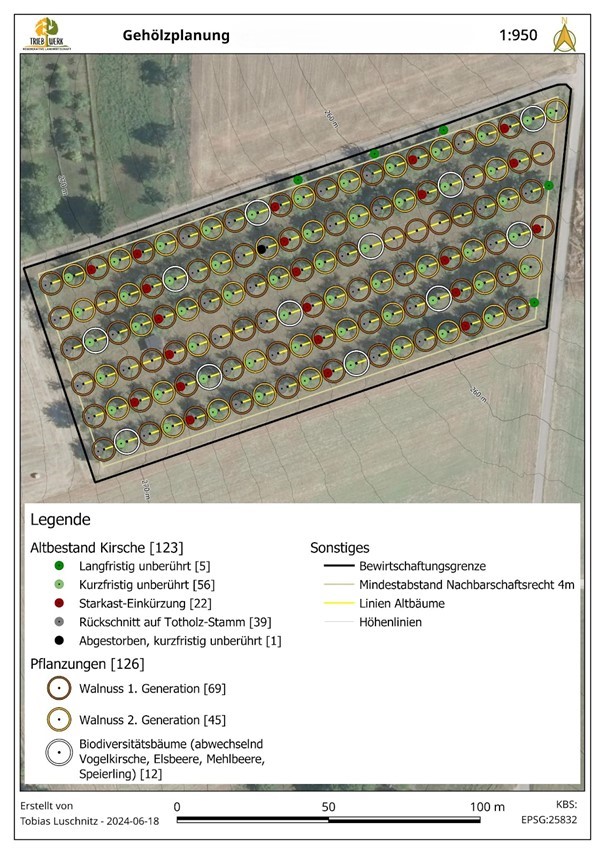 TRIEBWERK
REGENERATIVE LANDWIRTSCHAFT
Gehölzplanung
1:950
N
260 m
260 m
270 m
Legende
Altbestand Kirsche [123]
Langfristig unberührt [5]
Kurzfristig unberührt [56]
Starkast-Einkürzung [22]
Rückschnitt auf Totholz-Stamm [39]
Abgestorben, kurzfristig unberührt [1]
Pflanzungen [126]
Walnuss 1. Generation [69]
Walnuss 2. Generation [45]
Biodiversitätsbäume (abwechselnd
Vogelkirsche, Elsbeere, Mehlbeere,
Speierling) [12]
Sonstiges
Bewirtschaftungsgrenze
Mindestabstand Nachbarschaftsrecht 4m
Linien Altbäume
Höhenlinien
Erstellt von
Tobias Luschnitz - 2024-06-18
0 50 100 m
KBS:
EPSG:25832